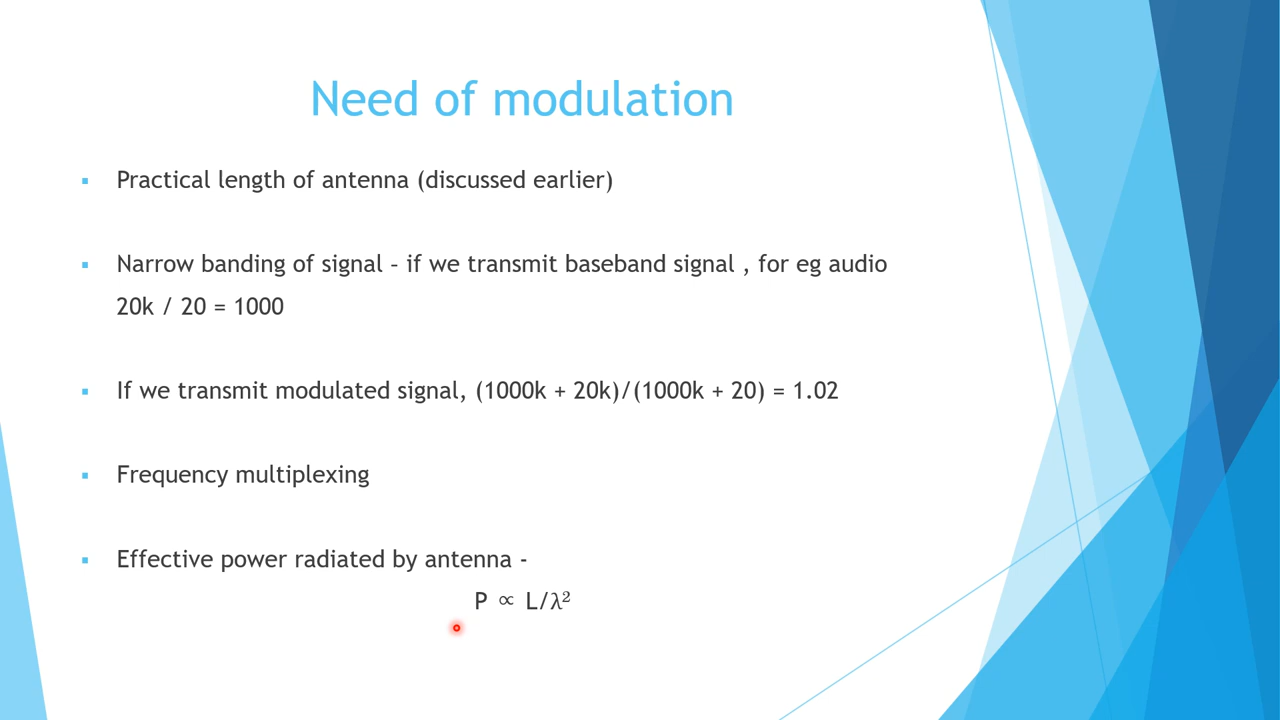 Need of modulation
▪ Practical length of antenna (discussed earlier)
▪ Narrow banding of signal – if we transmit baseband signal , for eg audio
20k / 20 = 1000
▪ If we transmit modulated signal, (1000k + 20k)/(1000k + 20) = 1.02
▪ Frequency multiplexing
▪ Effective power radiated by antenna -
P ∝ L/λ²